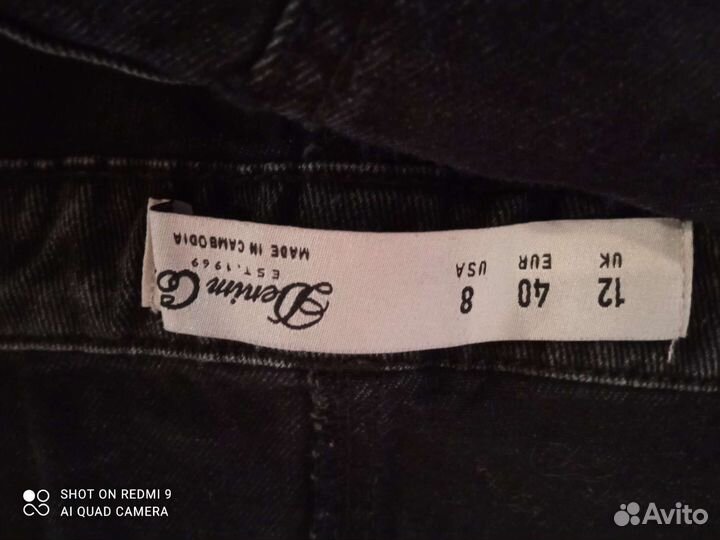 Denim C
EST. 1969
MADE IN CAMBODIA
8 40 12
USA EUR UK
SHOT ON REDMI 9
AI QUAD CAMERA
Avito